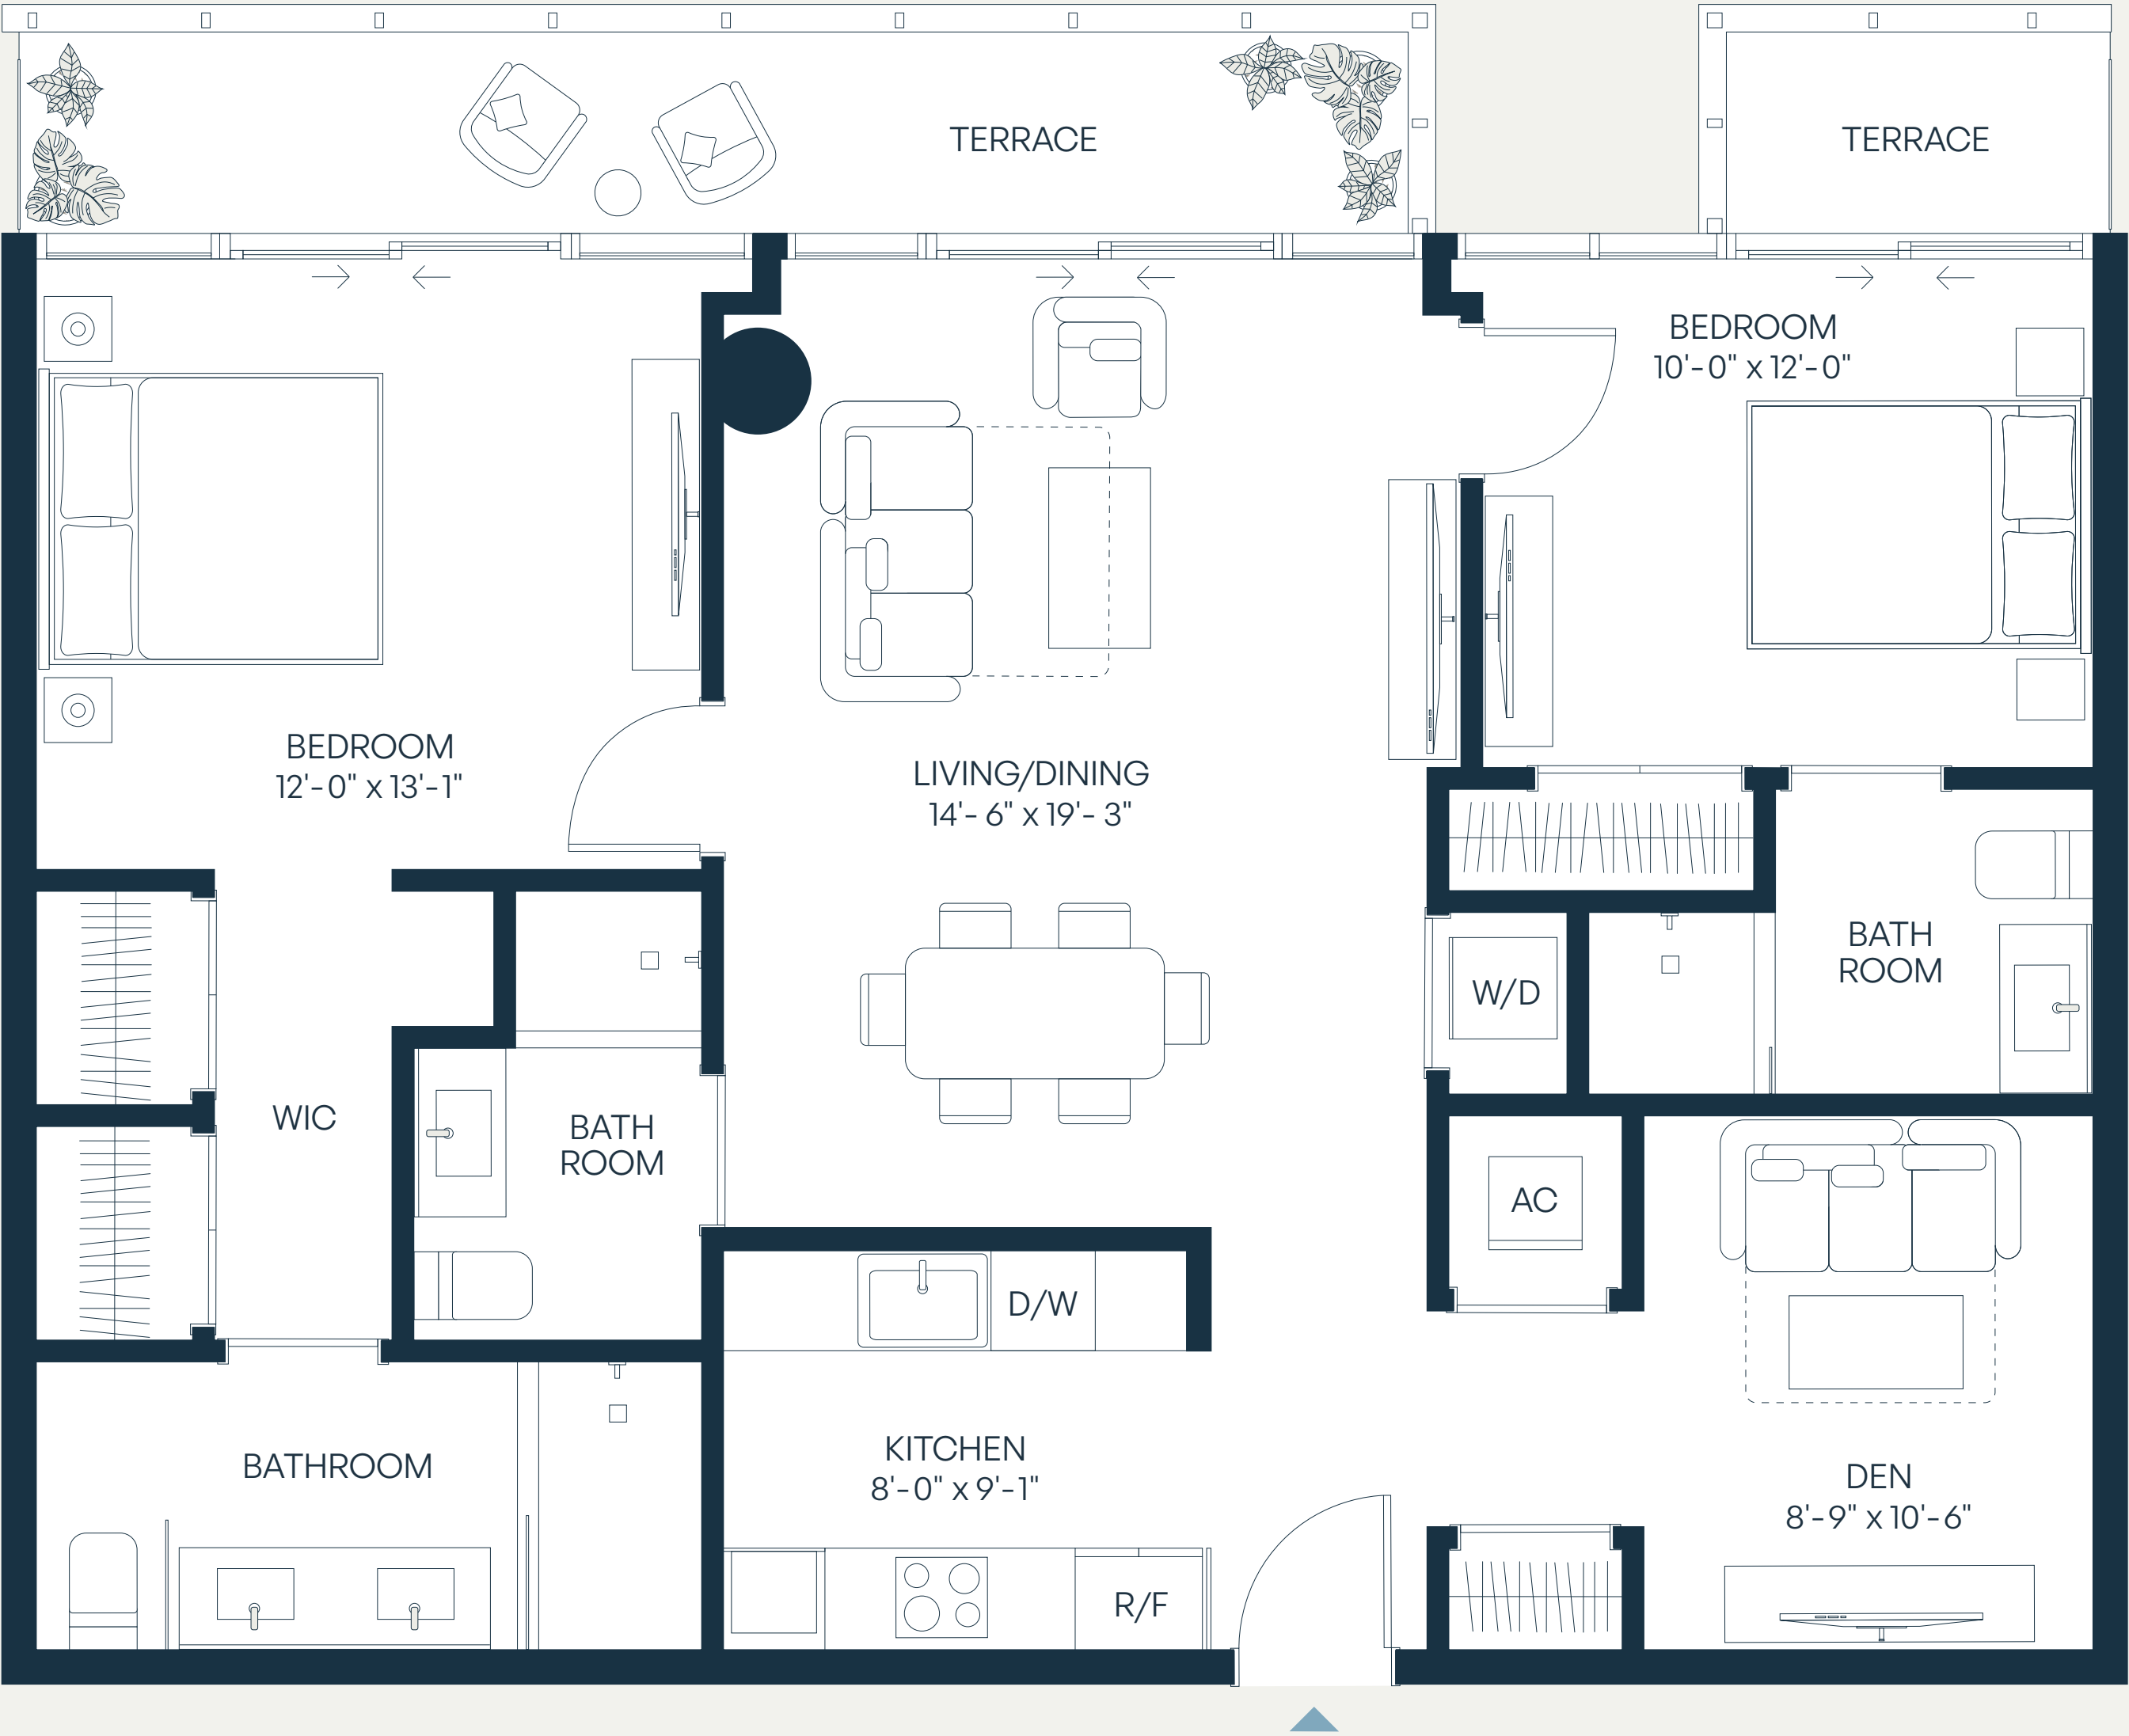 TERRACE
TERRACE
BEDROOM
10'-0" x 12'-0"
BEDROOM
12'-0" x 13'-1"
LIVING/DINING
14'- 6" x 19'- 3"
BATH
ROOM
W/D
WIC
BATH
ROOM
AC
D/W
BATHROOM
KITCHEN
8'-0" x 9'-1"
DEN
8'-9" x 10'-6"
R/F